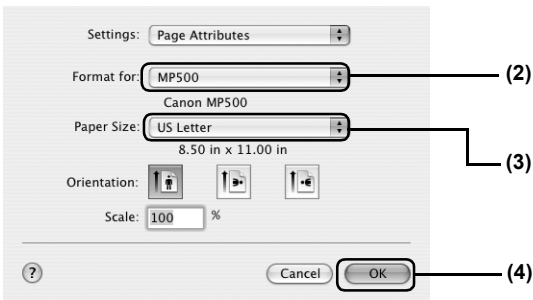 Settings: Page Attributes
Format for: MP500 (2)
Canon MP500
Paper Size: US Letter
8.50 in x 11.00 in (3)
Orientation:
Scale: 100 %
? Cancel OK (4)